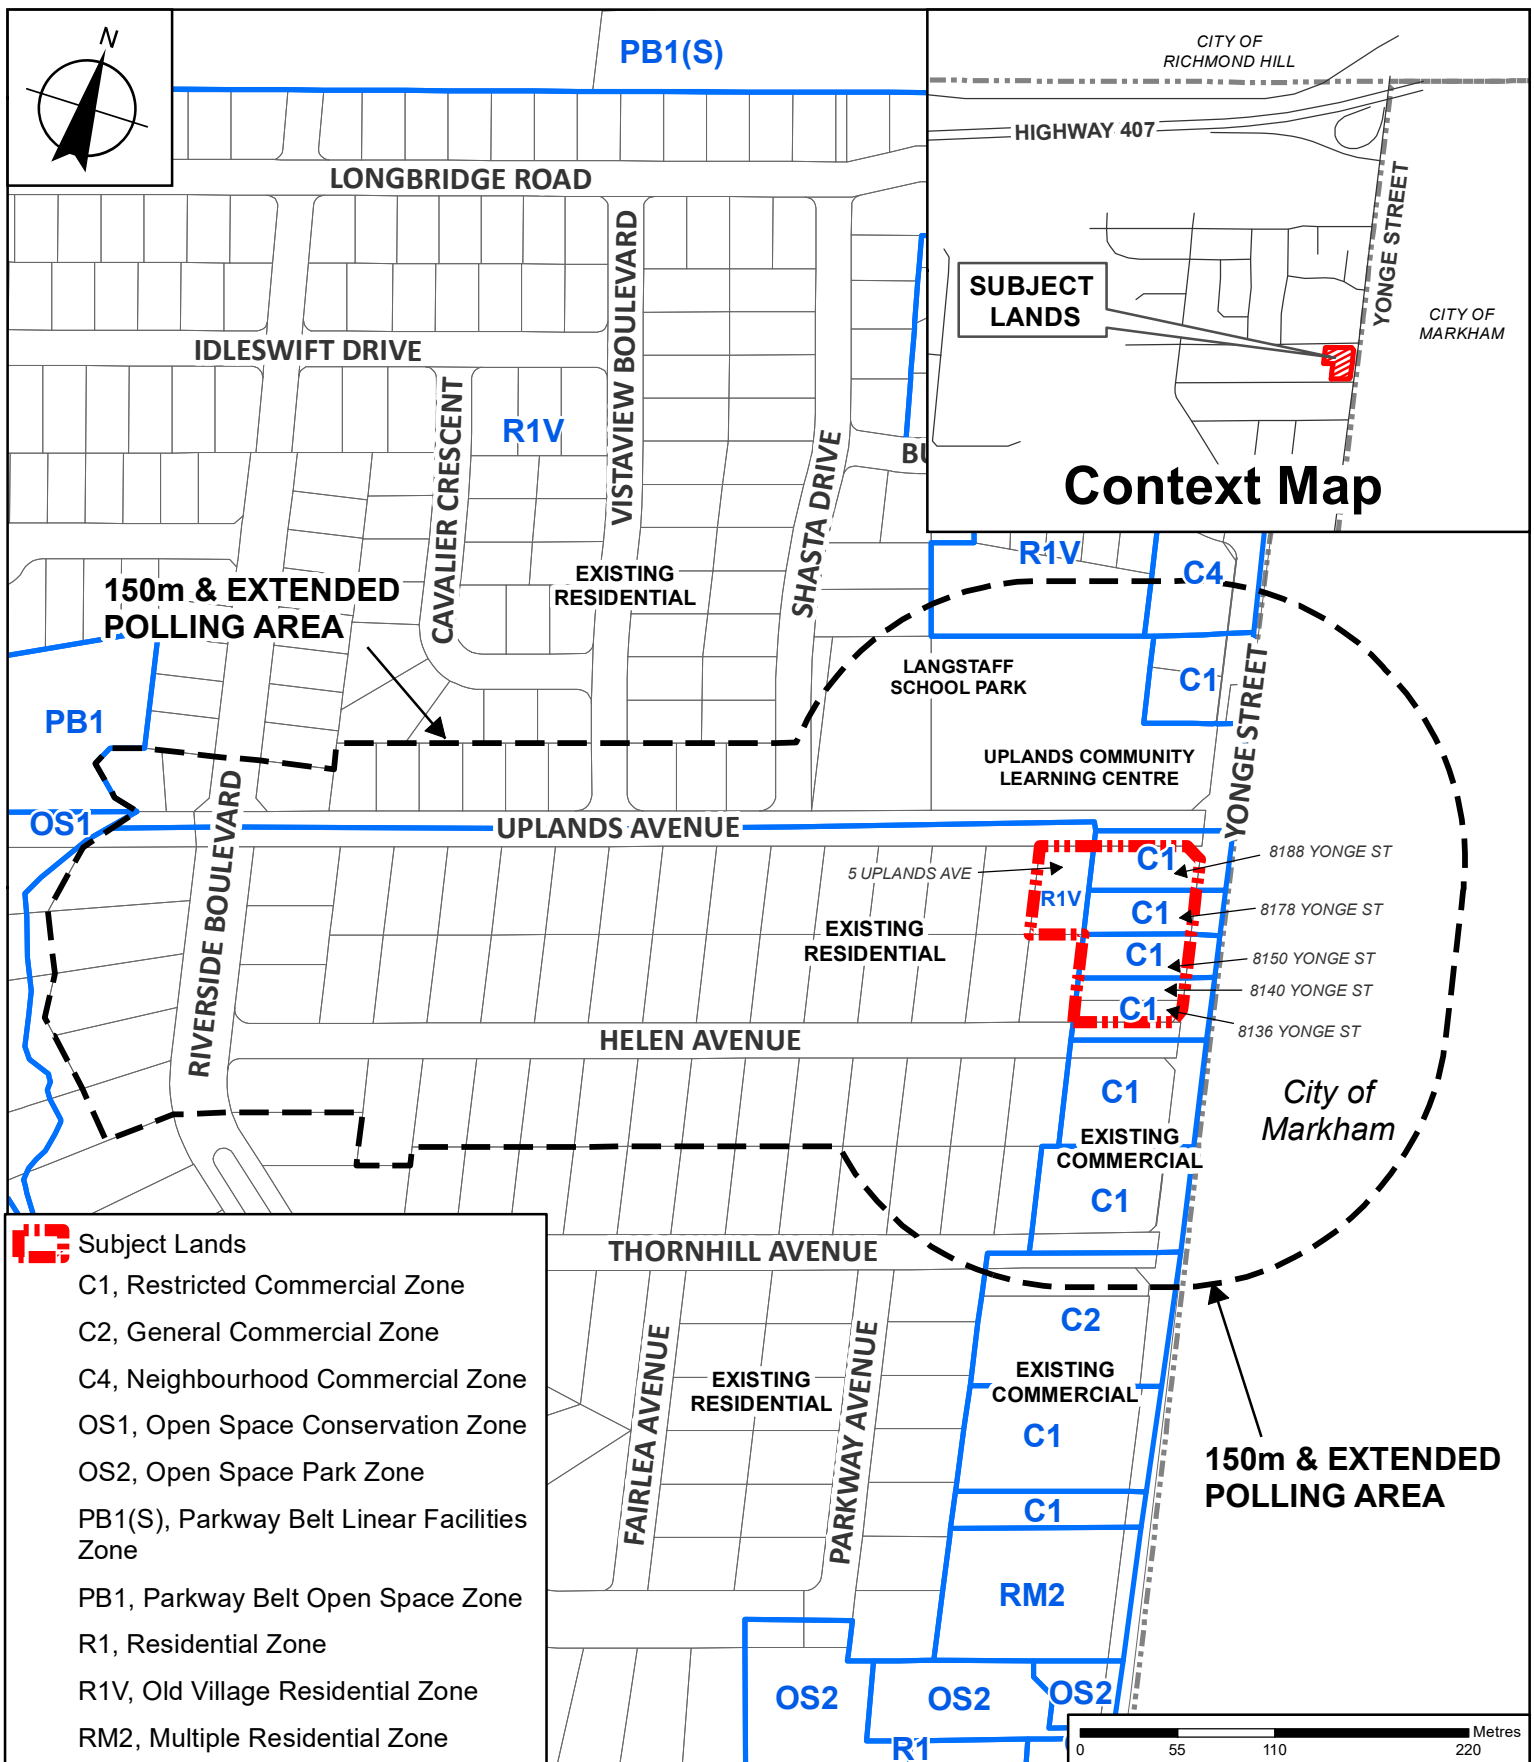 N
PB1(S)
CITY OF
RICHMOND HILL
HIGHWAY 407
YONGE STREET
SUBJECT
LANDS
CITY OF
MARKHAM
Context Map
LONGBRIDGE ROAD
VISTAVIEW BOULEVARD
IDLESWIFT DRIVE
CAVALIER CRESCENT
R1V
SHASTA DRIVE
R1V
C4
150m & EXTENDED
POLLING AREA
EXISTING
RESIDENTIAL
LANGSTAFF
SCHOOL PARK
C1
YONGE STREET
PB1
UPLANDS COMMUNITY
LEARNING CENTRE
OS1
RIVERSIDE BOULEVARD
UPLANDS AVENUE
C1
8188 YONGE ST
5 UPLANDS AVE
R1V
C1
8178 YONGE ST
EXISTING
RESIDENTIAL
C1
8150 YONGE ST
8140 YONGE ST
C1
8136 YONGE ST
HELEN AVENUE
C1
City of
Markham
EXISTING
COMMERCIAL
C1
THORNHILL AVENUE
C2
FAIRLEA AVENUE
EXISTING
RESIDENTIAL
PARKWAY AVENUE
EXISTING
COMMERCIAL
C1
150m & EXTENDED
POLLING AREA
C1
RM2
OS2
OS2
OS2
R1
Subject Lands
C1, Restricted Commercial Zone
C2, General Commercial Zone
C4, Neighbourhood Commercial Zone
OS1, Open Space Conservation Zone
OS2, Open Space Park Zone
PB1(S), Parkway Belt Linear Facilities
Zone
PB1, Parkway Belt Open Space Zone
R1, Residential Zone
R1V, Old Village Residential Zone
RM2, Multiple Residential Zone
Metres
0 55 110 220